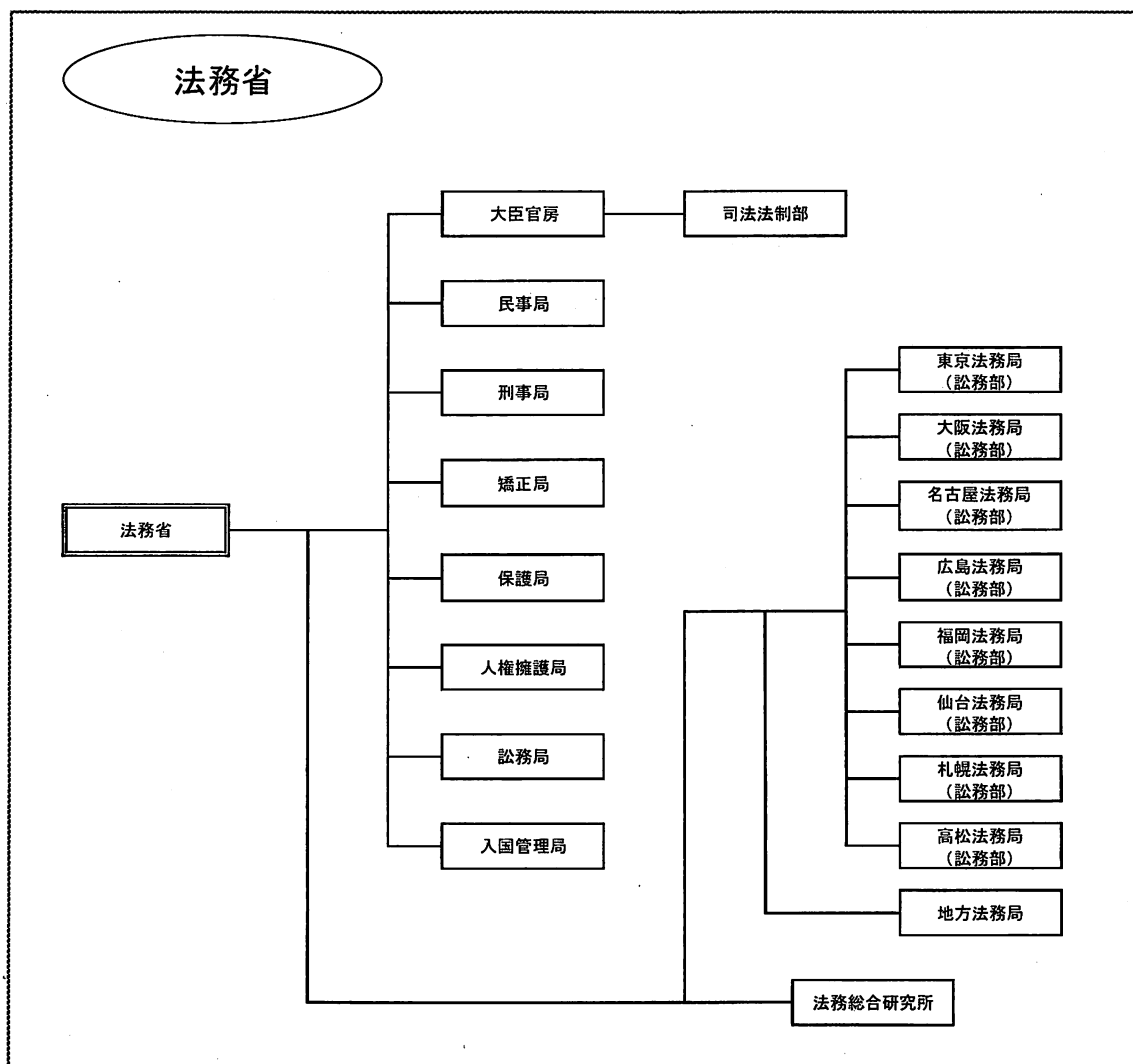 法務省
大臣官房
司法法制部
民事局
刑事局
矯正局
法務省
保護局
人権擁護局
訟務局
入国管理局
東京法務局
（訟務部）
大阪法務局
（訟務部）
名古屋法務局
（訟務部）
広島法務局
（訟務部）
福岡法務局
（訟務部）
仙台法務局
（訟務部）
札幌法務局
（訟務部）
高松法務局
（訟務部）
地方法務局
法務総合研究所